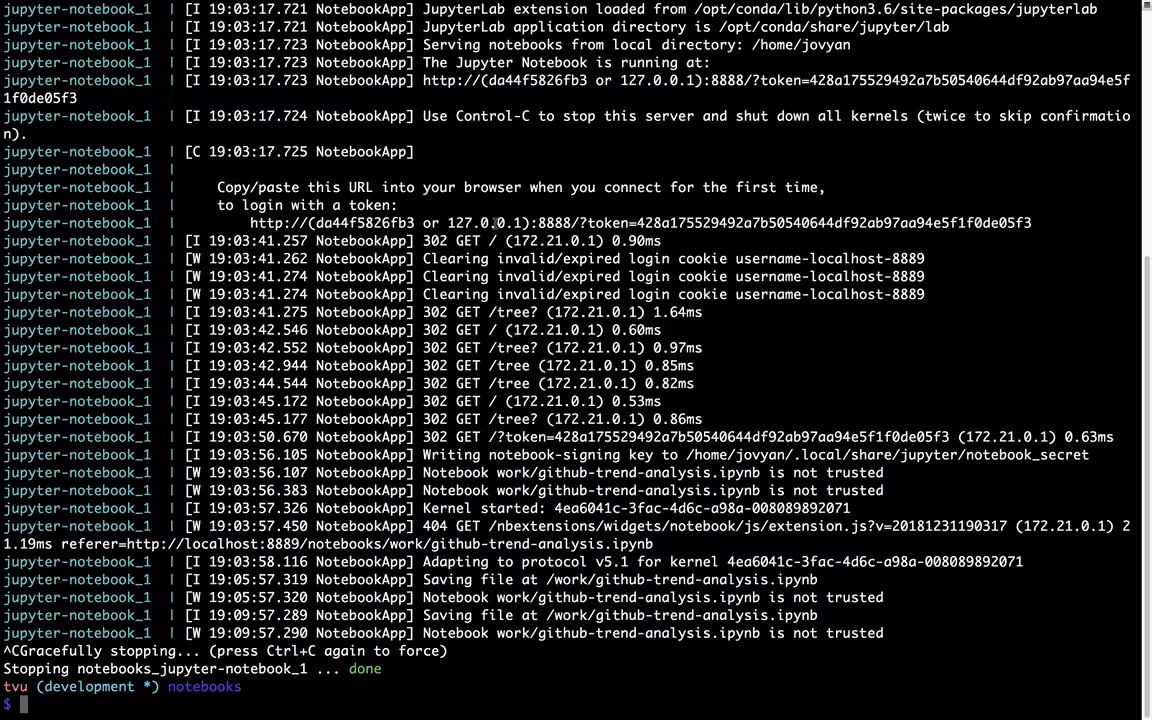 jupyter-notebook_1  | [I 19:03:17.721 NotebookApp] JupyterLab extension loaded from /opt/conda/lib/python3.6/site-packages/jupyterlab
jupyter-notebook_1  | [I 19:03:17.721 NotebookApp] JupyterLab application directory is /opt/conda/share/jupyter/lab
jupyter-notebook_1  | [I 19:03:17.723 NotebookApp] Serving notebooks from local directory: /home/jovyan
jupyter-notebook_1  | [I 19:03:17.723 NotebookApp] The Jupyter Notebook is running at:
jupyter-notebook_1  | [I 19:03:17.723 NotebookApp] http://(da44f5826fb3 or 127.0.0.1):8888/?token=428a175529492a7b50540644df92ab97aa94e5f
1f0de05f3
jupyter-notebook_1  | [I 19:03:17.724 NotebookApp] Use Control-C to stop this server and shut down all kernels (twice to skip confirmatio
n).
jupyter-notebook_1  | [C 19:03:17.725 NotebookApp]
jupyter-notebook_1  |
jupyter-notebook_1  |     Copy/paste this URL into your browser when you connect for the first time,
jupyter-notebook_1  |     to login with a token:
jupyter-notebook_1  |         http://(da44f5826fb3 or 127.0.0.1):8888/?token=428a175529492a7b50540644df92ab97aa94e5f1f0de05f3
jupyter-notebook_1  | [I 19:03:41.257 NotebookApp] 302 GET / (172.21.0.1) 0.90ms
jupyter-notebook_1  | [W 19:03:41.262 NotebookApp] Clearing invalid/expired login cookie username-localhost-8889
jupyter-notebook_1  | [W 19:03:41.274 NotebookApp] Clearing invalid/expired login cookie username-localhost-8889
jupyter-notebook_1  | [W 19:03:41.274 NotebookApp] Clearing invalid/expired login cookie username-localhost-8889
jupyter-notebook_1  | [I 19:03:41.275 NotebookApp] 302 GET /tree? (172.21.0.1) 1.64ms
jupyter-notebook_1  | [I 19:03:42.546 NotebookApp] 302 GET / (172.21.0.1) 0.60ms
jupyter-notebook_1  | [I 19:03:42.552 NotebookApp] 302 GET /tree? (172.21.0.1) 0.97ms
jupyter-notebook_1  | [I 19:03:42.944 NotebookApp] 302 GET /tree (172.21.0.1) 0.85ms
jupyter-notebook_1  | [I 19:03:44.544 NotebookApp] 302 GET /tree (172.21.0.1) 0.82ms
jupyter-notebook_1  | [I 19:03:45.172 NotebookApp] 302 GET / (172.21.0.1) 0.53ms
jupyter-notebook_1  | [I 19:03:45.177 NotebookApp] 302 GET /tree? (172.21.0.1) 0.86ms
jupyter-notebook_1  | [I 19:03:50.670 NotebookApp] 302 GET /?token=428a175529492a7b50540644df92ab97aa94e5f1f0de05f3 (172.21.0.1) 0.63ms
jupyter-notebook_1  | [I 19:03:56.105 NotebookApp] Writing notebook-signing key to /home/jovyan/.local/share/jupyter/notebook_secret
jupyter-notebook_1  | [W 19:03:56.107 NotebookApp] Notebook work/github-trend-analysis.ipynb is not trusted
jupyter-notebook_1  | [W 19:03:56.383 NotebookApp] Notebook work/github-trend-analysis.ipynb is not trusted
jupyter-notebook_1  | [I 19:03:57.326 NotebookApp] Kernel started: 4ea6041c-3fac-4d6c-a98a-008089892071
jupyter-notebook_1  | [W 19:03:57.450 NotebookApp] 404 GET /nbextensions/widgets/notebook/js/extension.js?v=20181231190317 (172.21.0.1) 2
1.19ms referer=http://localhost:8889/notebooks/work/github-trend-analysis.ipynb
jupyter-notebook_1  | [I 19:03:58.116 NotebookApp] Adapting to protocol v5.1 for kernel 4ea6041c-3fac-4d6c-a98a-008089892071
jupyter-notebook_1  | [I 19:05:57.319 NotebookApp] Saving file at /work/github-trend-analysis.ipynb
jupyter-notebook_1  | [W 19:05:57.320 NotebookApp] Notebook work/github-trend-analysis.ipynb is not trusted
jupyter-notebook_1  | [I 19:09:57.289 NotebookApp] Saving file at /work/github-trend-analysis.ipynb
jupyter-notebook_1  | [W 19:09:57.290 NotebookApp] Notebook work/github-trend-analysis.ipynb is not trusted
^CGracefully stopping... (press Ctrl+C again to force)
Stopping notebooks_jupyter-notebook_1 ... done
tvu (development *) notebooks
$